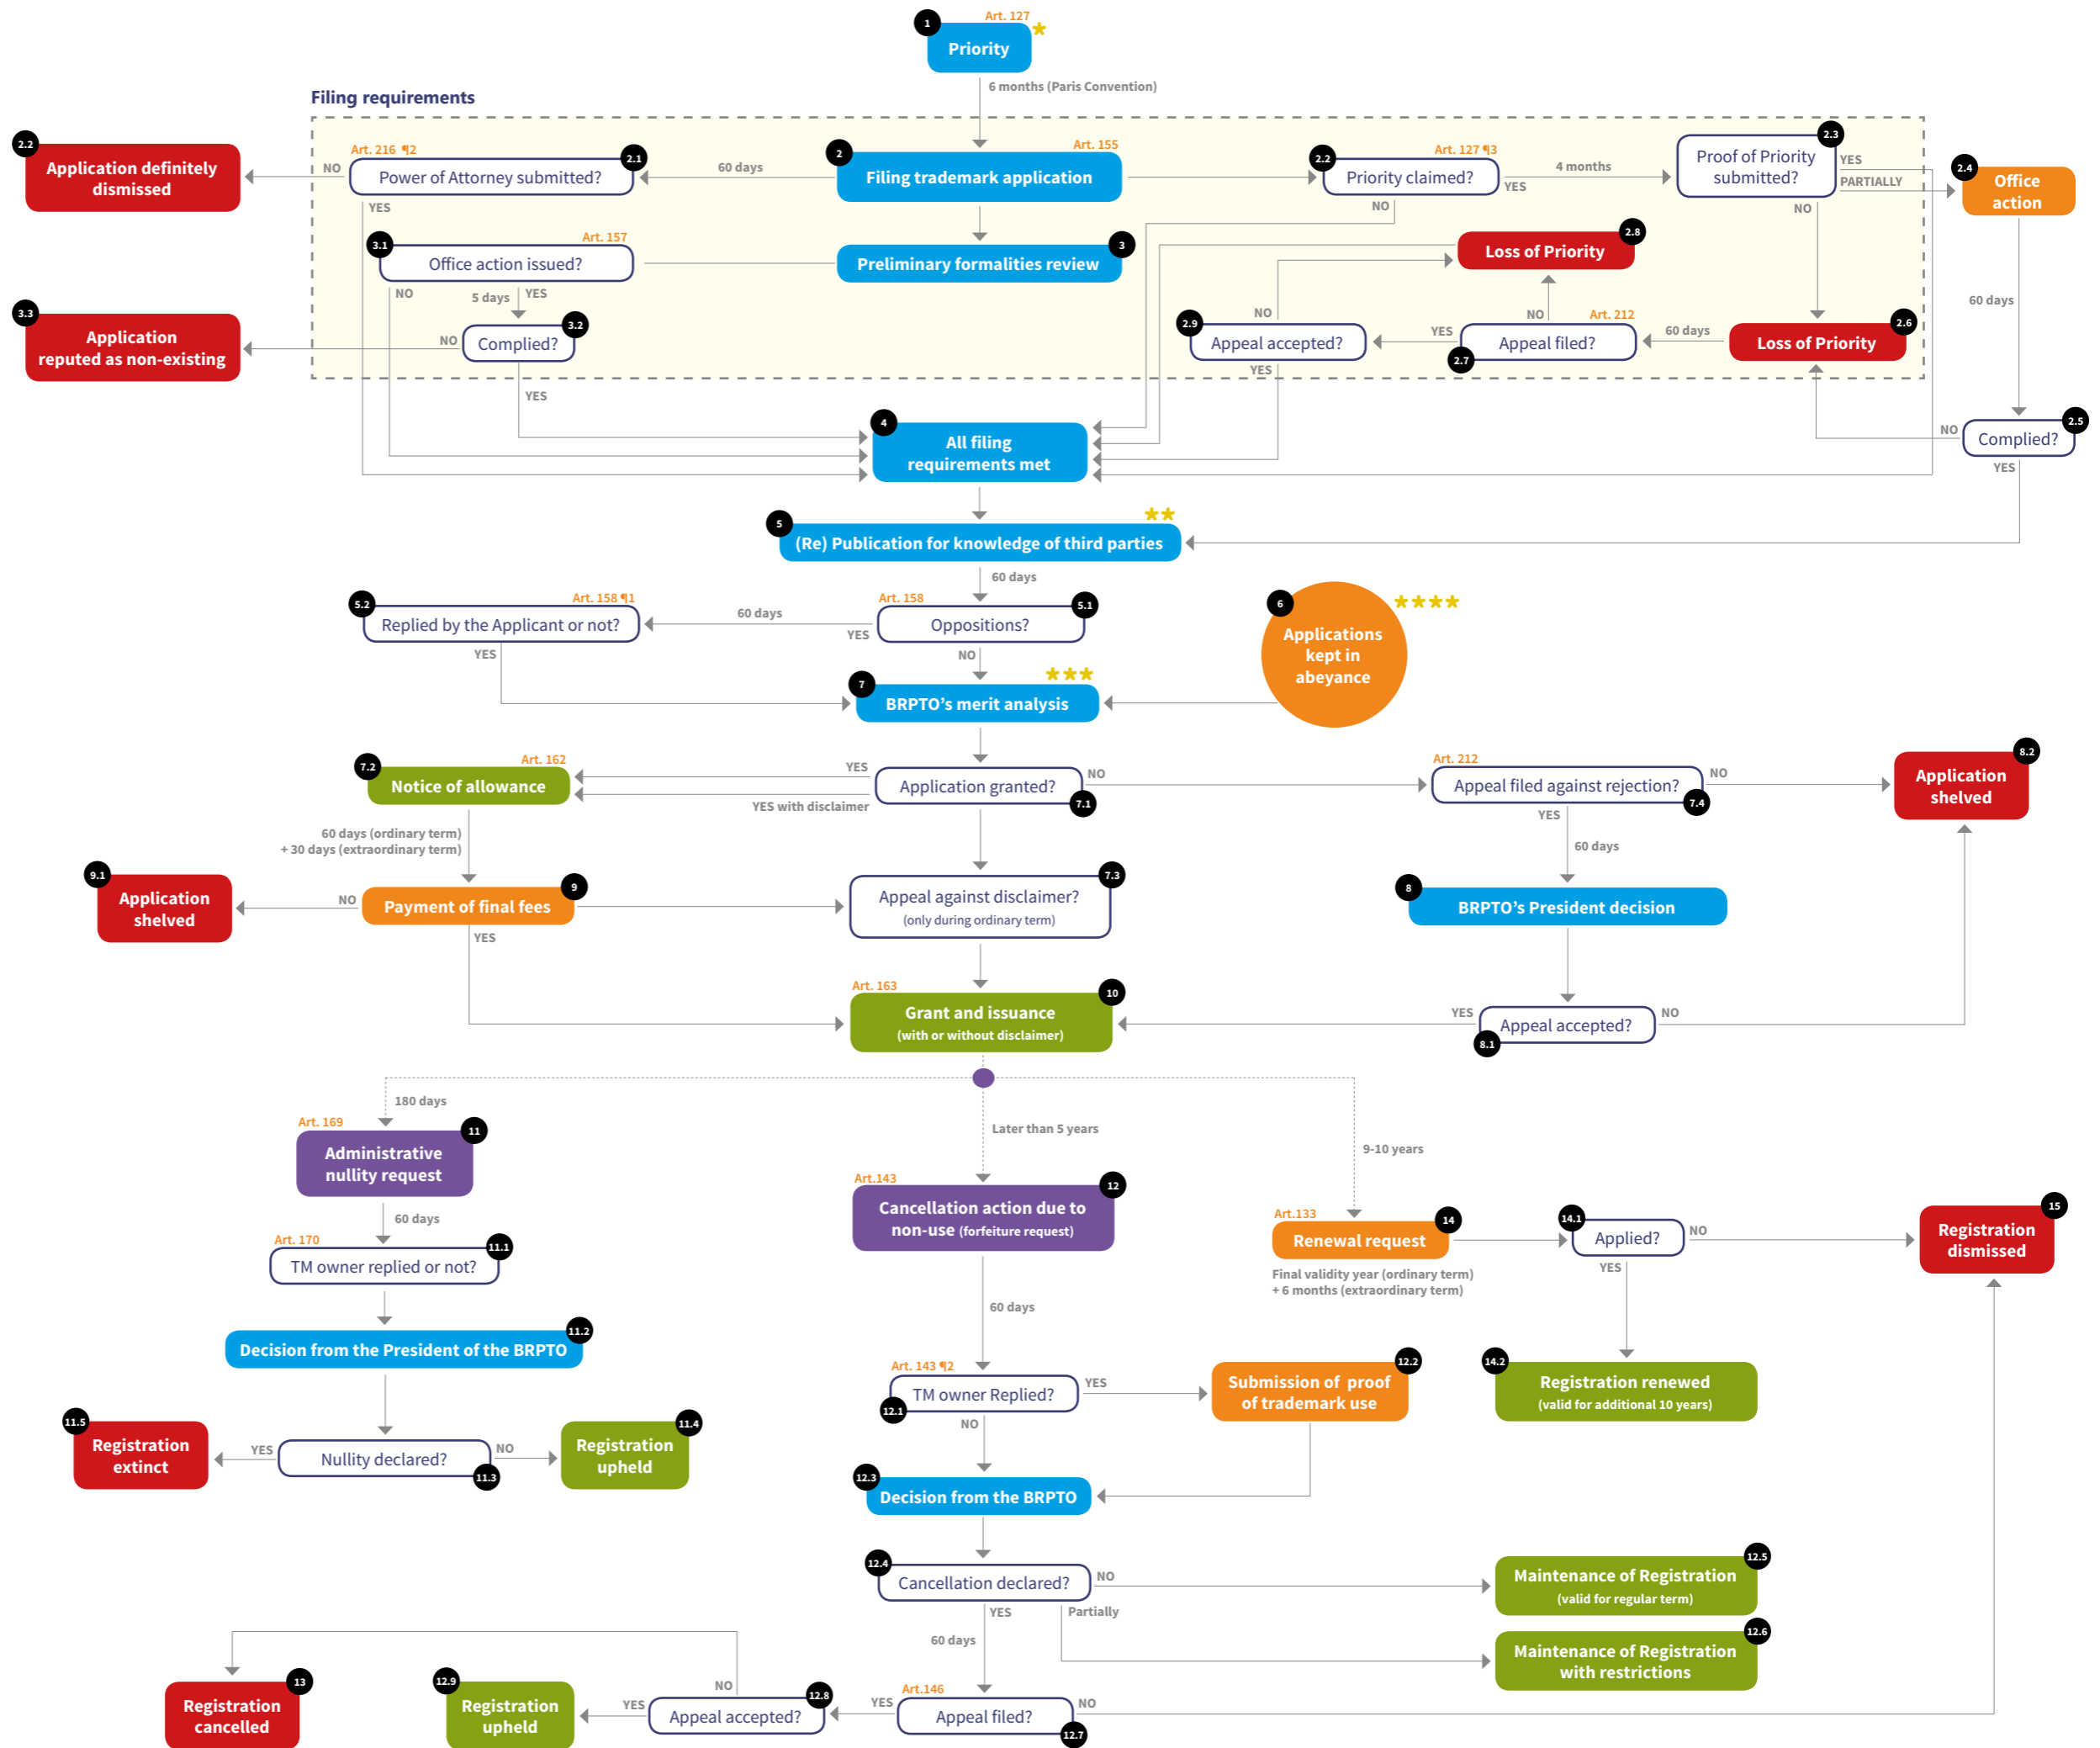 1
Art. 127
Priority
6 months (Paris Convention)
Filing requirements
2.2
Application definitely
dismissed
NO
Art. 216 ¶2
2.1
Power of Attorney submitted?
YES
60 days
2
Art. 155
Filing trademark application
2.2
Art. 127 ¶3
Priority claimed?
YES
NO
4 months
2.3
Proof of Priority
submitted?
YES
PARTIALLY
NO
2.4
Office
action
3.1
Art. 157
Office action issued?
NO
5 days
YES
3
Preliminary formalities review
2.8
Loss of Priority
60 days
3.3
Application
reputed as non-existing
NO
3.2
Complied?
YES
2.9
NO
Appeal accepted?
YES
YES
NO
Art. 212
Appeal filed?
2.7
60 days
2.6
Loss of Priority
4
All filing
requirements met
NO
2.5
Complied?
YES
5
(Re) Publication for knowledge of third parties
60 days
5.2
Art. 158 ¶1
Replied by the Applicant or not?
YES
60 days
Art. 158
5.1
Oppositions?
YES
NO
6
Applications
kept in
abeyance
7
BRPTO's merit analysis
7.2
Art. 162
Notice of allowance
YES
YES with disclaimer
Application granted?
7.1
NO
Art. 212
Appeal filed against rejection?
7.4
NO
YES
8.2
Application
shelved
60 days (ordinary term)
+ 30 days (extraordinary term)
60 days
9.1
Application
shelved
NO
9
Payment of final fees
YES
7.3
Appeal against disclaimer?
(only during ordinary term)
8
BRPTO's President decision
Art. 163
10
Grant and issuance
(with or without disclaimer)
YES
Appeal accepted?
8.1
NO
180 days
Later than 5 years
9-10 years
Art. 169
11
Administrative
nullity request
60 days
Art.143
12
Cancellation action due to
non-use (forfeiture request)
Art.133
14
Renewal request
Final validity year (ordinary term)
+ 6 months (extraordinary term)
14.1
Applied?
NO
YES
15
Registration
dismissed
Art. 170
11.1
TM owner replied or not?
60 days
11.2
Decision from the President of the BRPTO
Art. 143 ¶2
TM owner Replied?
12.1
YES
NO
12.2
Submission of proof
of trademark use
14.2
Registration renewed
(valid for additional 10 years)
11.5
Registration
extinct
YES
Nullity declared?
11.3
NO
11.4
Registration
upheld
12.3
Decision from the BRPTO
12.4
Cancellation declared?
NO
YES
Partially
60 days
12.5
Maintenance of Registration
(valid for regular term)
12.6
Maintenance of Registration
with restrictions
13
Registration
cancelled
12.9
Registration
upheld
YES
NO
12.8
Appeal accepted?
YES
Art.146
Appeal filed?
12.7
NO